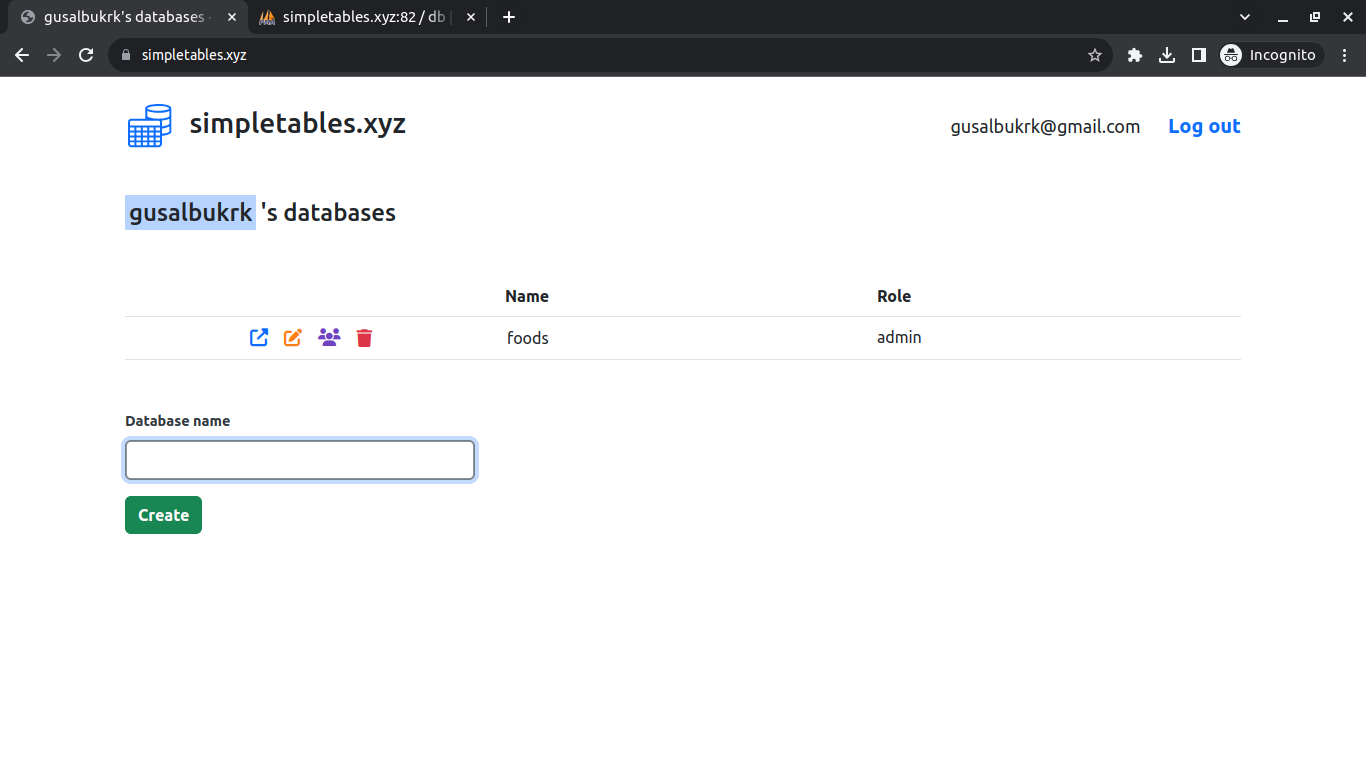 gusalbukrk's databases
simpletables.xyz:82 / db
simpletables.xyz
Incognito
simpletables.xyz
gusalbukrk@gmail.com Log out
gusalbukrk 's databases
Name Role
foods admin
Database name
Create